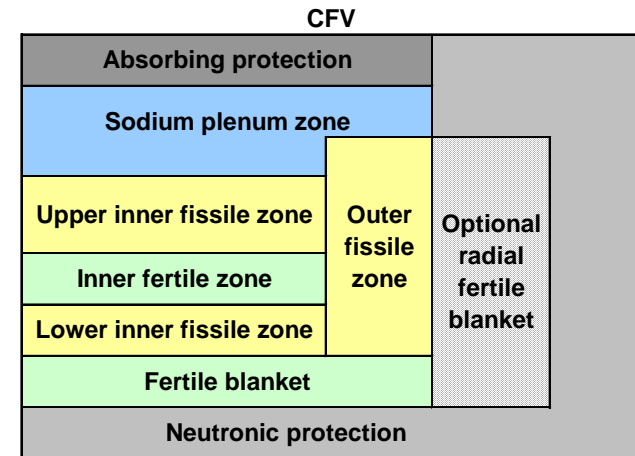 CFV
Absorbing protection
Sodium plenum zone
Upper inner fissile zone
Outer
fissile
zone
Optional
radial
fertile
blanket
Inner fertile zone
Lower inner fissile zone
Fertile blanket
Neutronic protection